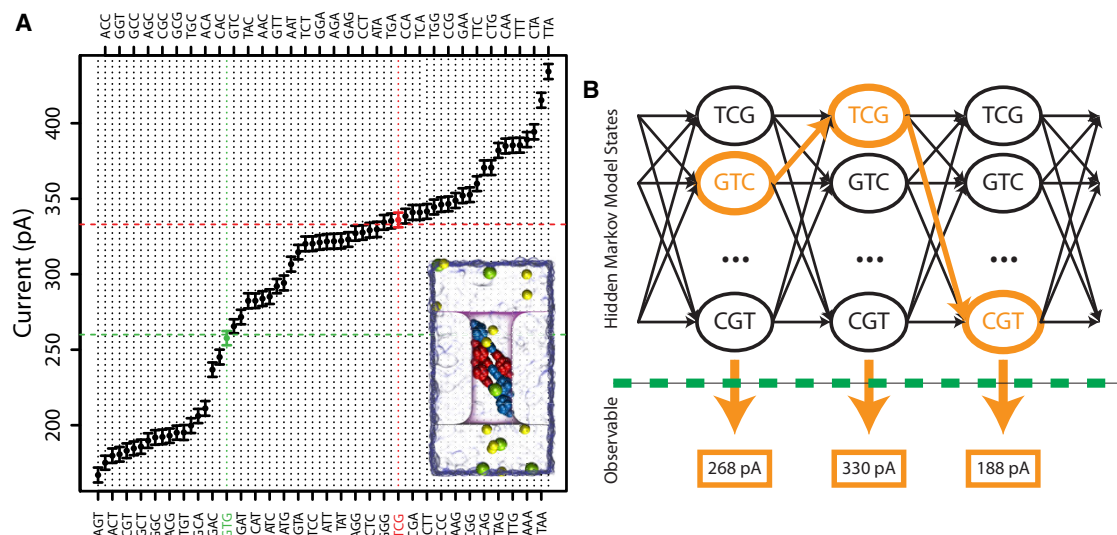 A
ACC GGT GCC AGC CGC GCG TGC ACA CAC GTC TAC AAC GTT AAT TCT GGA AGA GAG CCT ATA TGA CCA TCA TGG CCG GAA TTC CTG CAA TTT CTA TTA
Current (pA)
400
350
300
250
200
AGT ACT CGT GCT GGC ACG TGT GCA GAC GTG GAT CAT ATC ATG GTA TCC ATT TAT AGG CTC GGG TCG CGA CTT CCC AAG CGG CAG TAG TTG AAA TAA
B
Hidden Markov Model States
TCG TCG TCG
GTC GTC GTC
... ... ...
CGT CGT CGT
Observable
268 pA 330 pA 188 pA